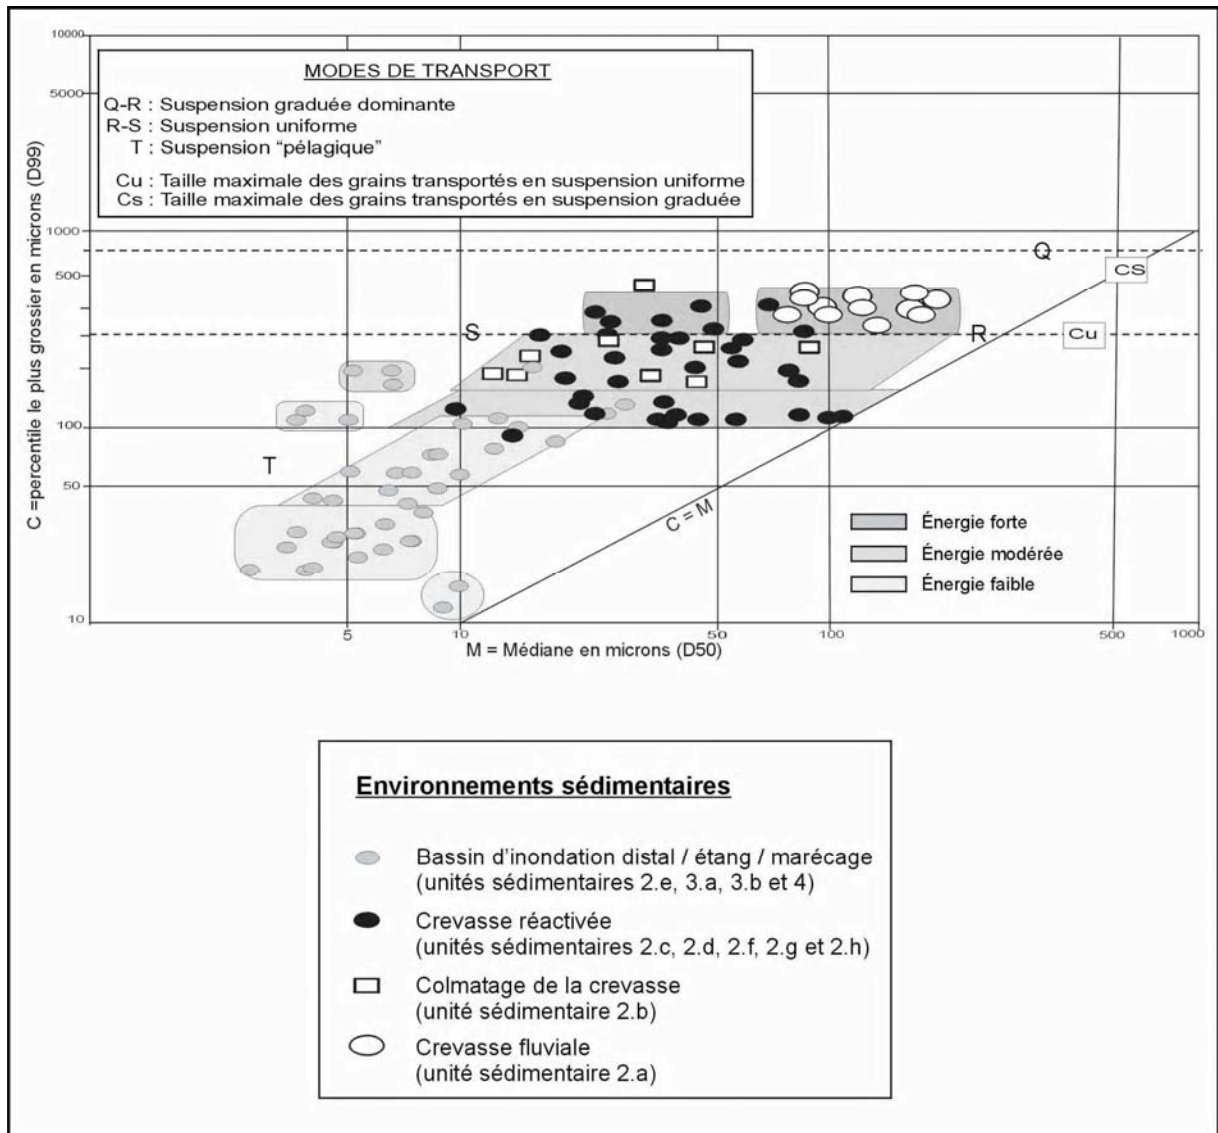 10000
MODES DE TRANSPORT
Q-R : Suspension graduée dominante
R-S : Suspension uniforme
T : Suspension “pélagique”
Cu : Taille maximale des grains transportés en suspension uniforme
Cs : Taille maximale des grains transportés en suspension graduée
5000
1000
500
100
50
10
C =percentile le plus grossier en microns (D99)
Q
CS
S
R
Cu
T
C = M
Énergie forte
Énergie modérée
Énergie faible
5
10
50
100
500
1000
M = Médiane en microns (D50)
Environnements sédimentaires
Bassin d'inondation distal / étang / marécage
(unités sédimentaires 2.e, 3.a, 3.b et 4)
Crevasse réactivée
(unités sédimentaires 2.c, 2.d, 2.f, 2.g et 2.h)
Colmatage de la crevasse
(unité sédimentaire 2.b)
Crevasse fluviale
(unité sédimentaire 2.a)